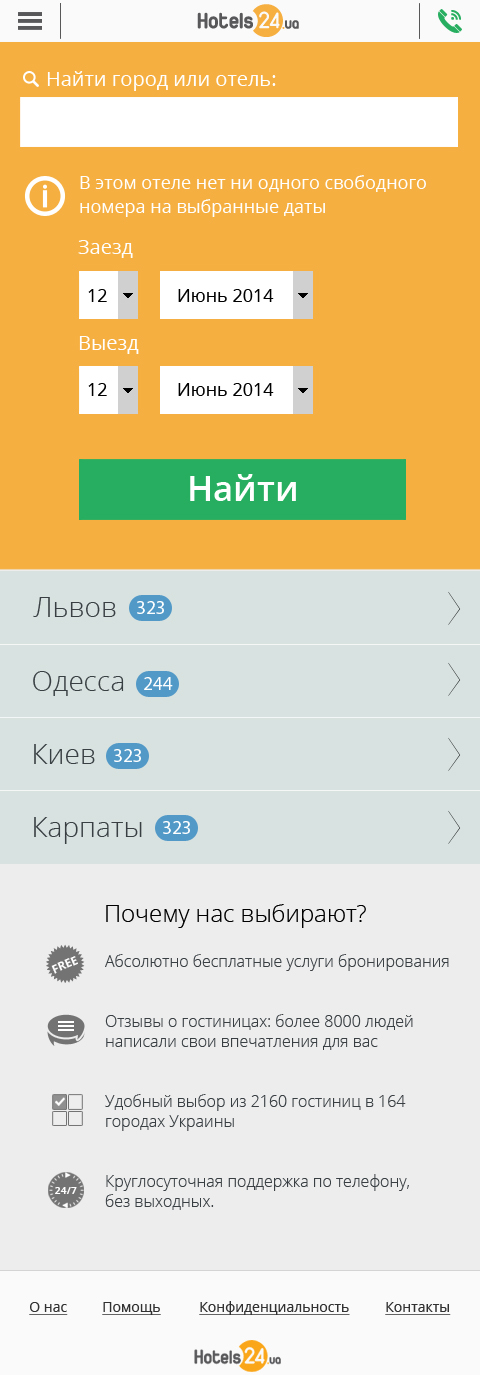 Hotels24.ua
Найти город или отель:
В этом отеле нет ни одного свободного
номера на выбранные даты
Заезд
12 Июнь 2014
Выезд
12 Июнь 2014
Найти
Львов 323
Одесса 244
Киев 323
Карпаты 323
Почему нас выбирают?
FREE
Абсолютно бесплатные услуги бронирования
Отзывы о гостиницах: более 8000 людей
написали свои впечатления для вас
Удобный выбор из 2160 гостиниц в 164
городах Украины
24/7
Круглосуточная поддержка по телефону,
без выходных.
О нас Помощь Конфиденциальность Контакты
Hotels24.ua